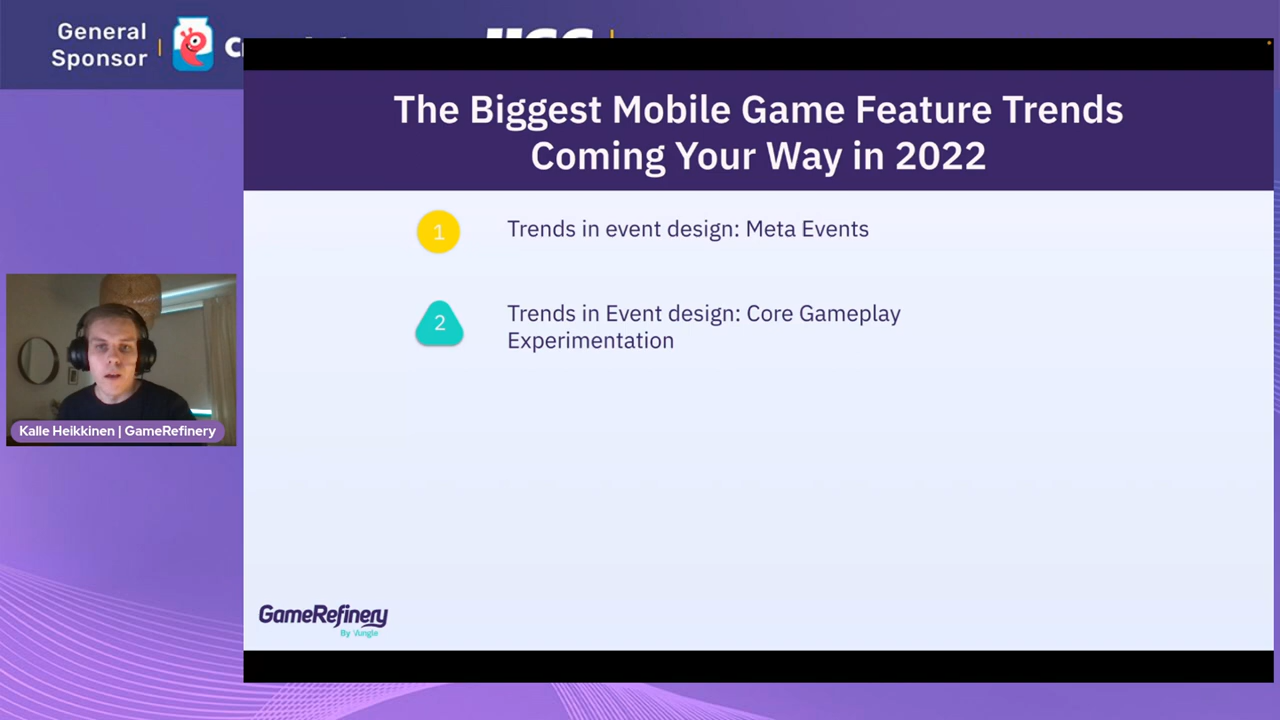 General
Sponsor
The Biggest Mobile Game Feature Trends
Coming Your Way in 2022
1
Trends in event design: Meta Events
2
Trends in Event design: Core Gameplay
Experimentation
Kalle Heikkinen | GameRefinery
GameRefinery
By Vungle